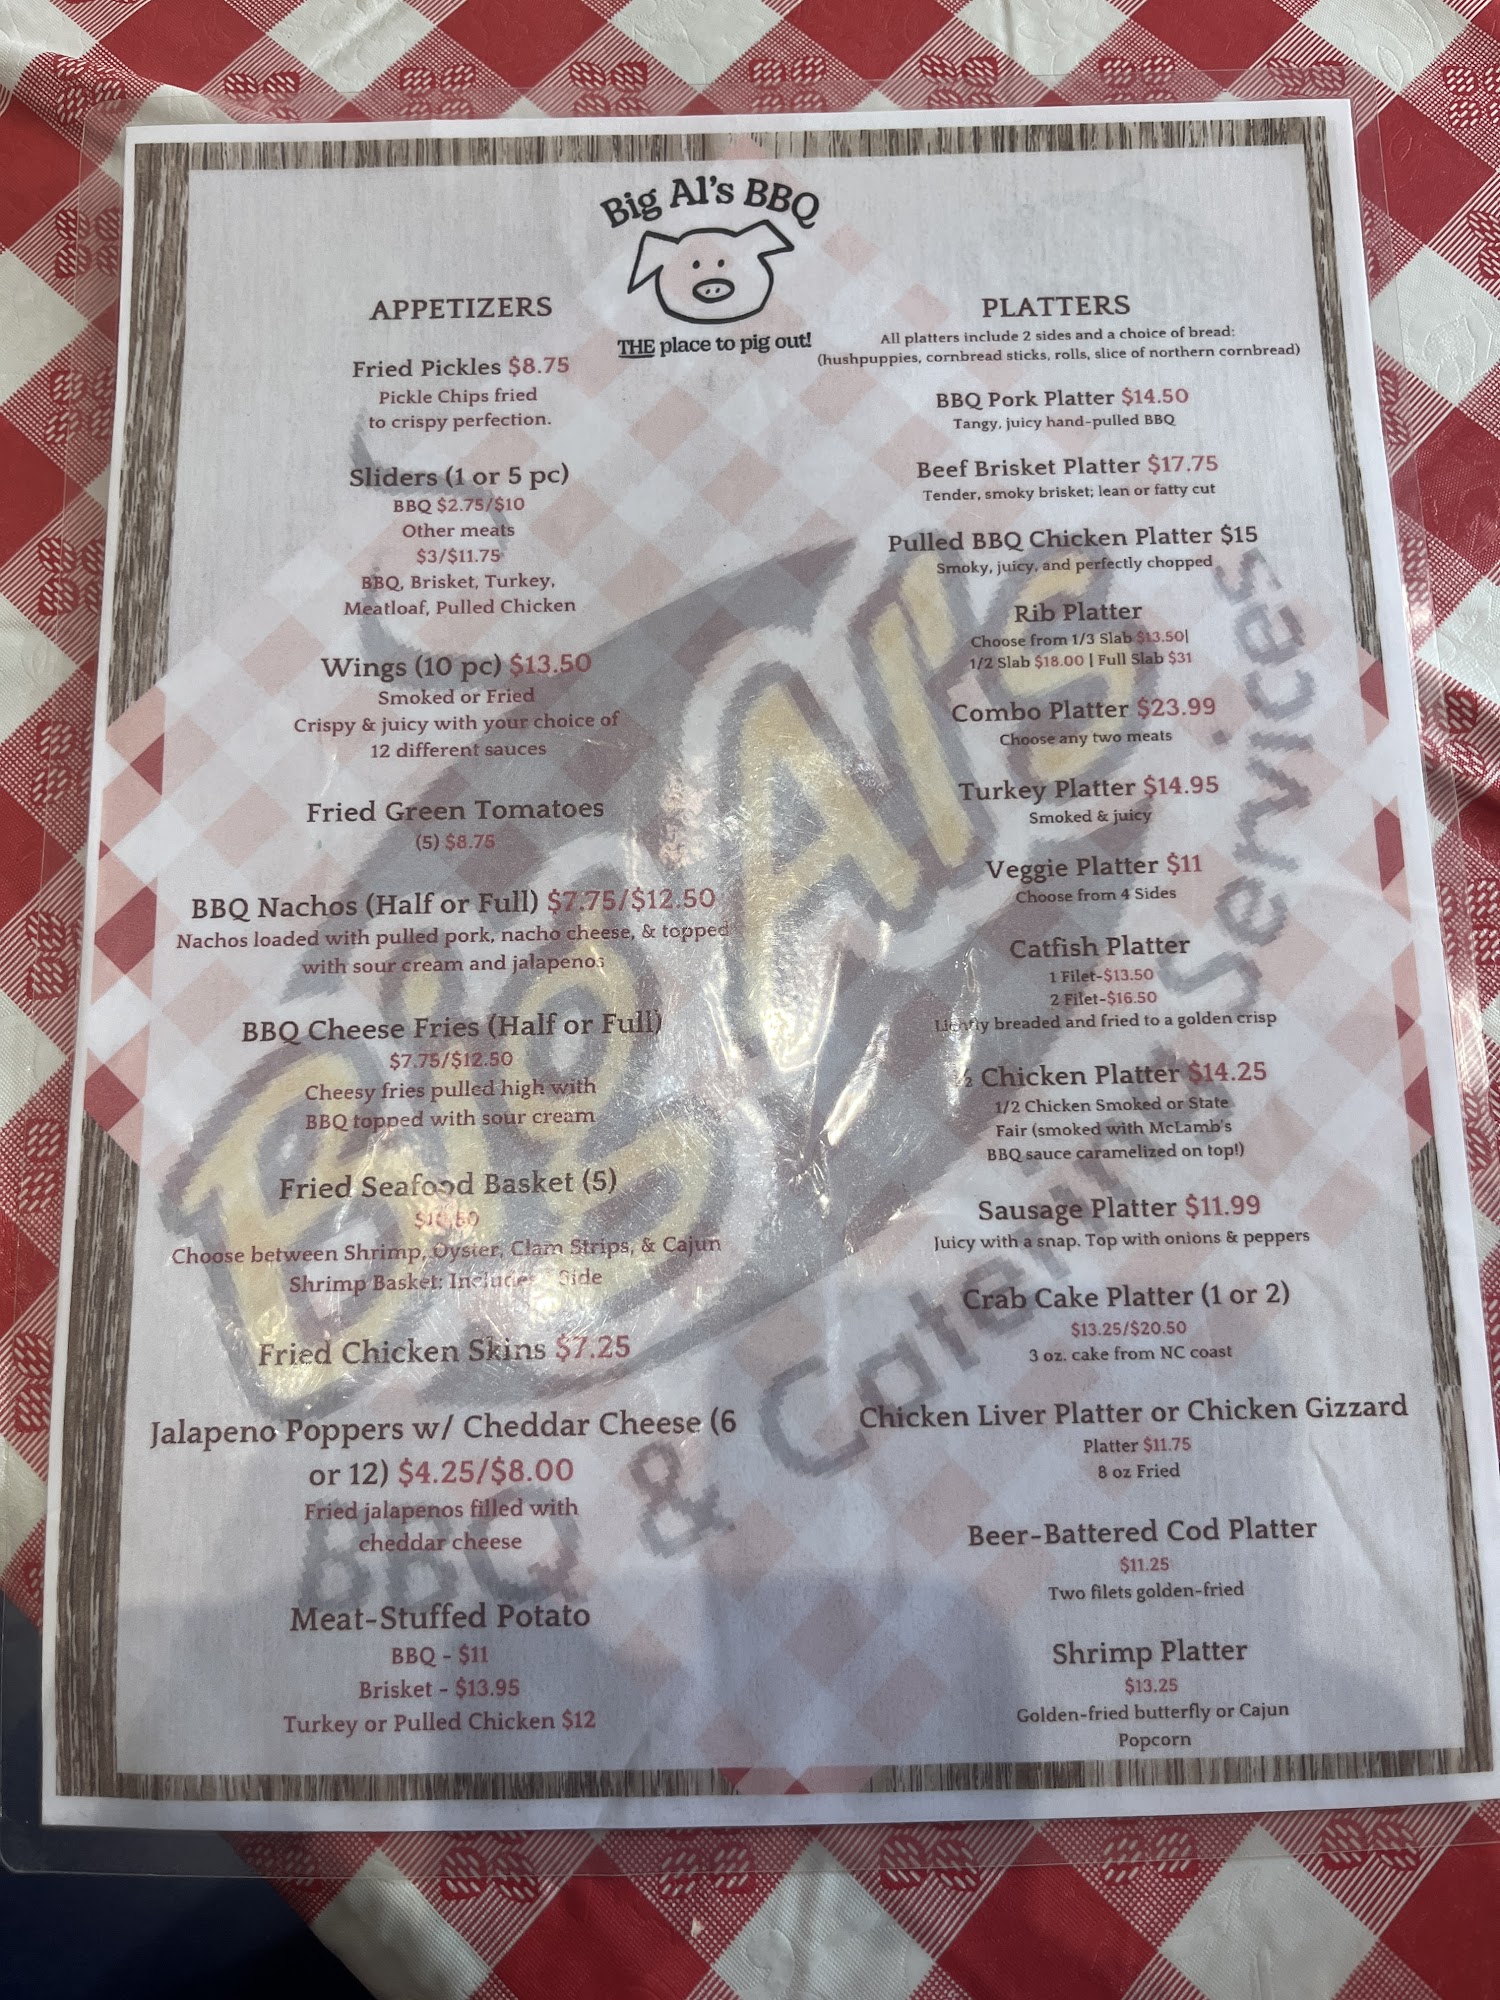 Big Al's BBQ
THE place to pig out!
APPETIZERS
Fried Pickles $8.75
Pickle Chips fried
to crispy perfection.
Sliders (1 or 5 pc)
BBQ $2.75/$10
Other meats
$3/$11.75
BBQ, Brisket, Turkey,
Meatloaf, Pulled Chicken
Wings (10 pc) $13.50
Smoked or Fried
Crispy & juicy with your choice of
12 different sauces
Fried Green Tomatoes
(5) $8.75
BBQ Nachos (Half or Full) $7.75/$12.50
Nachos loaded with pulled pork, nacho cheese, & topped
with sour cream and jalapenos
BBQ Cheese Fries (Half or Full)
$7.75/$12.50
Cheesy fries pulled high with
BBQ topped with sour cream
Fried Seafood Basket (5)
Choose between Shrimp, Oyster, Clam Strips, & Cajun
Shrimp Basket: Includes Side
Fried Chicken Skins $7.25
Jalapeno Poppers w/ Cheddar Cheese (6
or 12) $4.25/$8.00
Fried jalapenos filled with
cheddar cheese
Meat-Stuffed Potato
BBQ - $11
Brisket - $13.95
Turkey or Pulled Chicken $12
PLATTERS
All platters include 2 sides and a choice of bread:
(hushpuppies, cornbread sticks, rolls, slice of northern cornbread)
BBQ Pork Platter $14.50
Tangy, juicy hand-pulled BBQ
Beef Brisket Platter $17.75
Tender, smoky brisket; lean or fatty cut
Pulled BBQ Chicken Platter $15
Smoky, juicy, and perfectly chopped
Rib Platter
Choose from 1/3 Slab $13.50|
1/2 Slab $18.00 | Full Slab $31
Combo Platter $23.99
Choose any two meats
Turkey Platter $14.95
Smoked & juicy
Veggie Platter $11
Choose from 4 Sides
Catfish Platter
1 Filet-$13.50
2 Filet-$16.50
Lightly breaded and fried to a golden crisp
½ Chicken Platter $14.25
1/2 Chicken Smoked or State
Fair (smoked with McLamb's
BBQ sauce caramelized on top!)
Sausage Platter $11.99
Juicy with a snap. Top with onions & peppers
Crab Cake Platter (1 or 2)
$13.25/$20.50
3 oz. cake from NC coast
Chicken Liver Platter or Chicken Gizzard
Platter $11.75
8 oz Fried
Beer-Battered Cod Platter
$11.25
Two filets golden-fried
Shrimp Platter
$13.25
Golden-fried butterfly or Cajun
Popcorn
Big Al's
BBQ & Catering Services